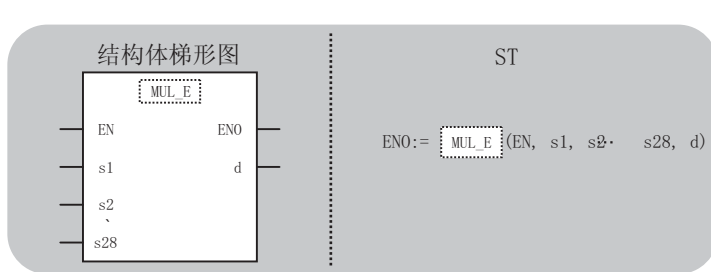 结构体梯形图
MUL_E
EN ENO
s1 d
s2
、
s28
ST
ENO:= MUL_E (EN, s1, s2… s28, d)